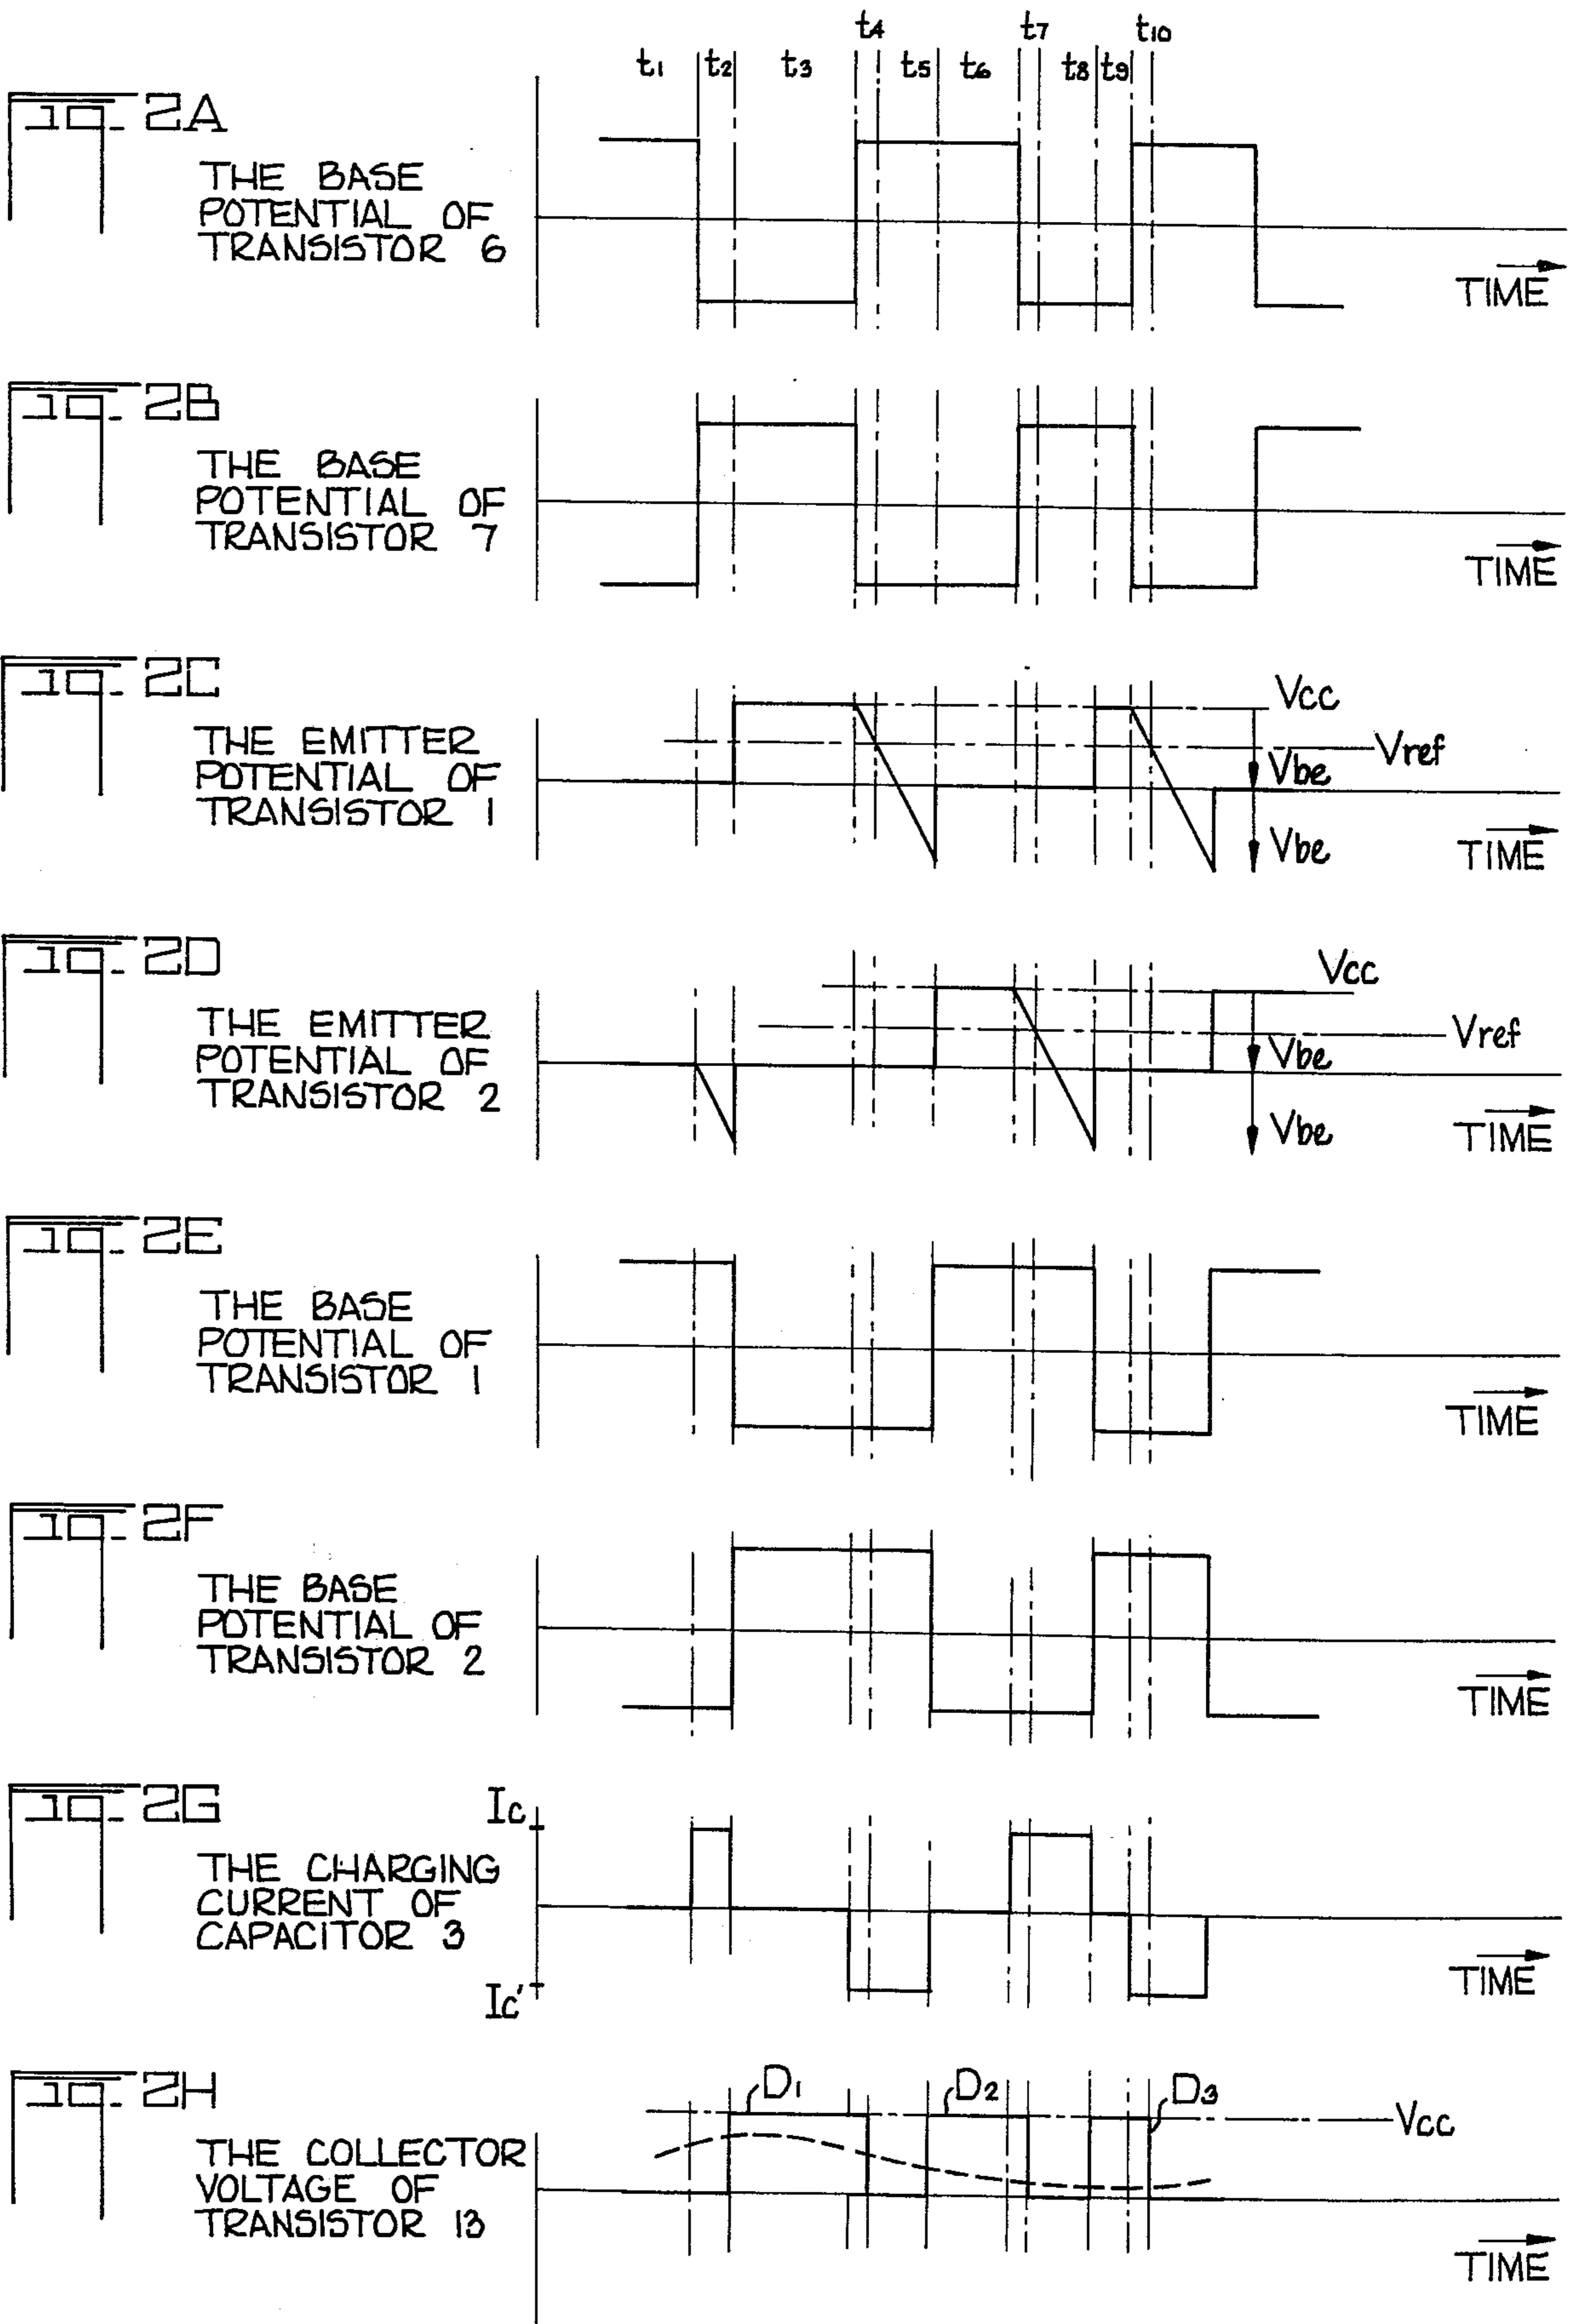 t1 t2 t3 t4 t5 t6 t7 t8 t9 t10
FIG. 2A
THE BASE
POTENTIAL OF
TRANSISTOR 6
TIME
FIG. 2B
THE BASE
POTENTIAL OF
TRANSISTOR 7
TIME
FIG. 2C
THE EMITTER
POTENTIAL OF
TRANSISTOR 1
Vcc
Vref
Vbe
Vbe
TIME
FIG. 2D
THE EMITTER
POTENTIAL OF
TRANSISTOR 2
Vcc
Vref
Vbe
Vbe
TIME
FIG. 2E
THE BASE
POTENTIAL OF
TRANSISTOR 1
TIME
FIG. 2F
THE BASE
POTENTIAL OF
TRANSISTOR 2
TIME
FIG. 2G
THE CHARGING
CURRENT OF
CAPACITOR 3
Ic
Ic'
TIME
FIG. 2H
THE COLLECTOR
VOLTAGE OF
TRANSISTOR 13
D1 D2 D3
Vcc
TIME